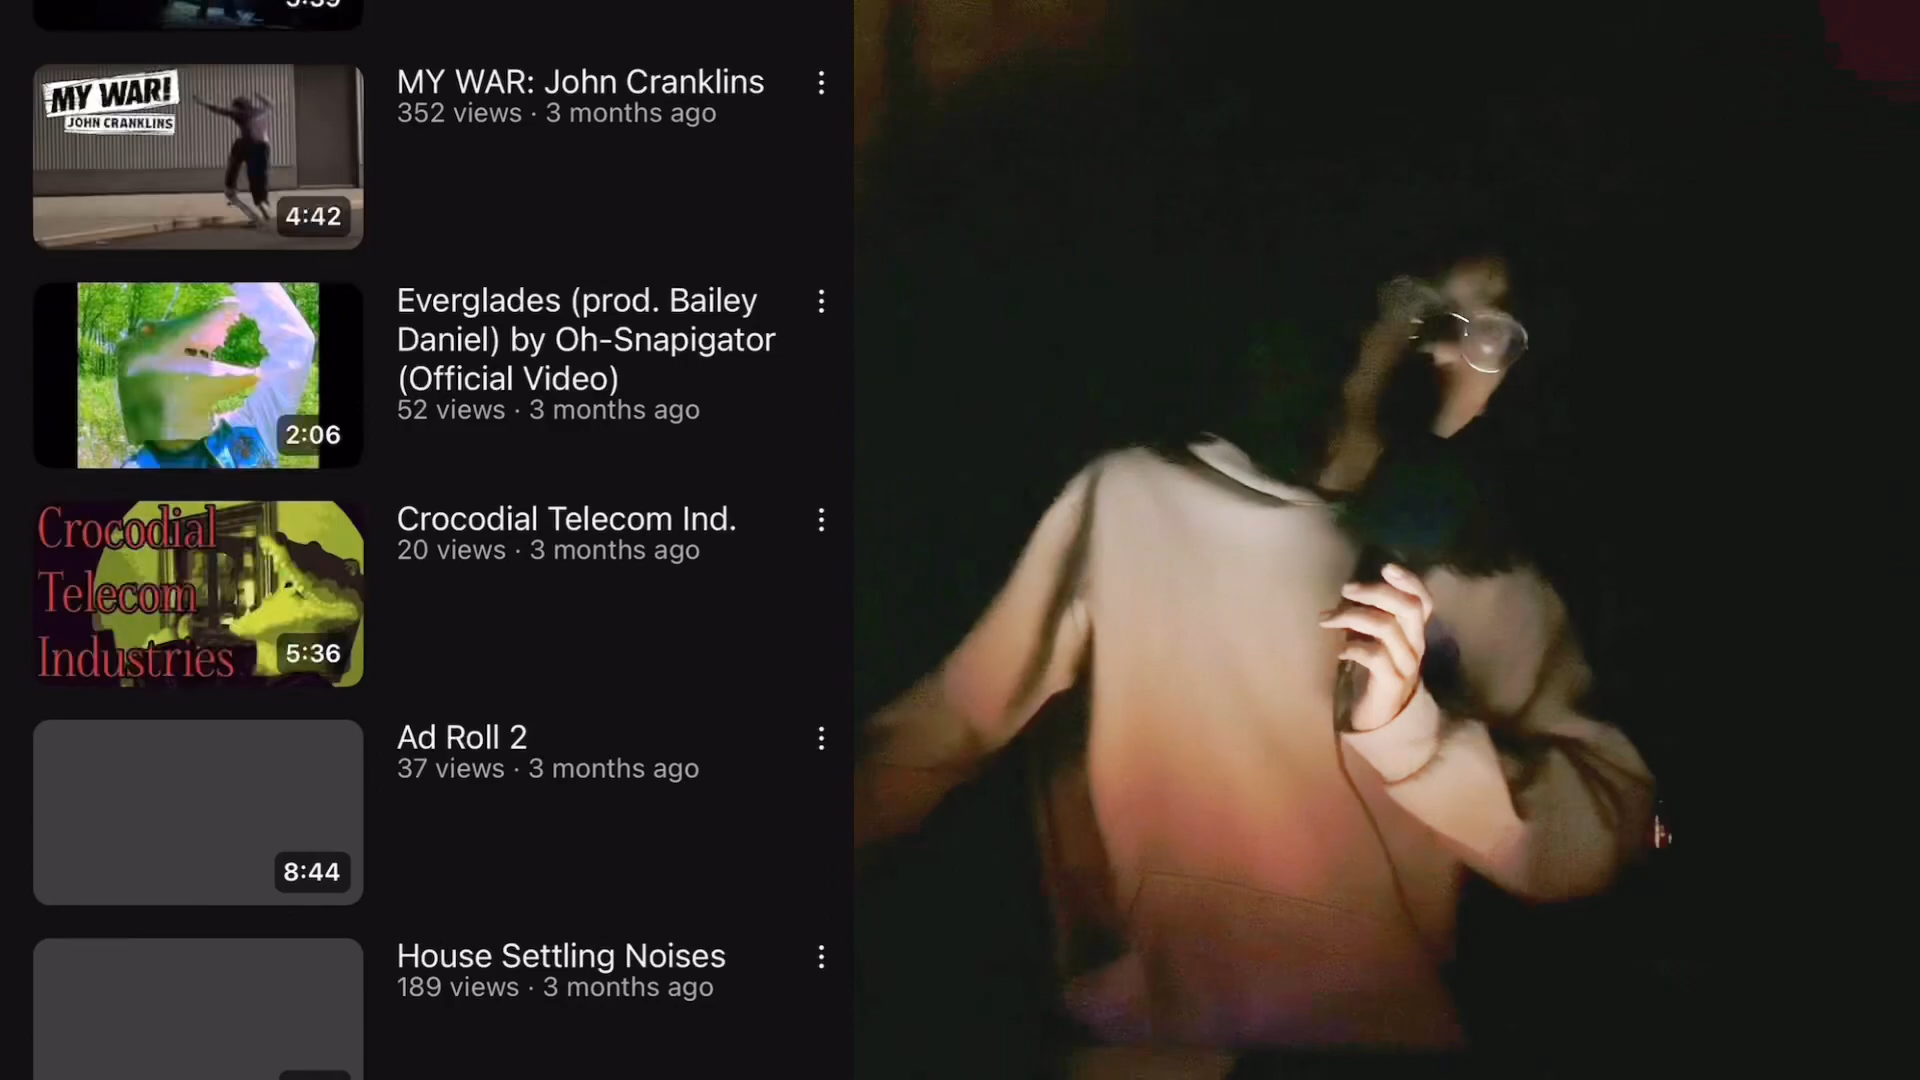 5:39
MY WAR!
JOHN CRANKLINS
4:42
MY WAR: John Cranklins
352 views · 3 months ago
2:06
Everglades (prod. Bailey
Daniel) by Oh-Snapigator
(Official Video)
52 views · 3 months ago
Crocodial
Telecom
Industries
5:36
Crocodial Telecom Ind.
20 views · 3 months ago
8:44
Ad Roll 2
37 views · 3 months ago
House Settling Noises
189 views · 3 months ago